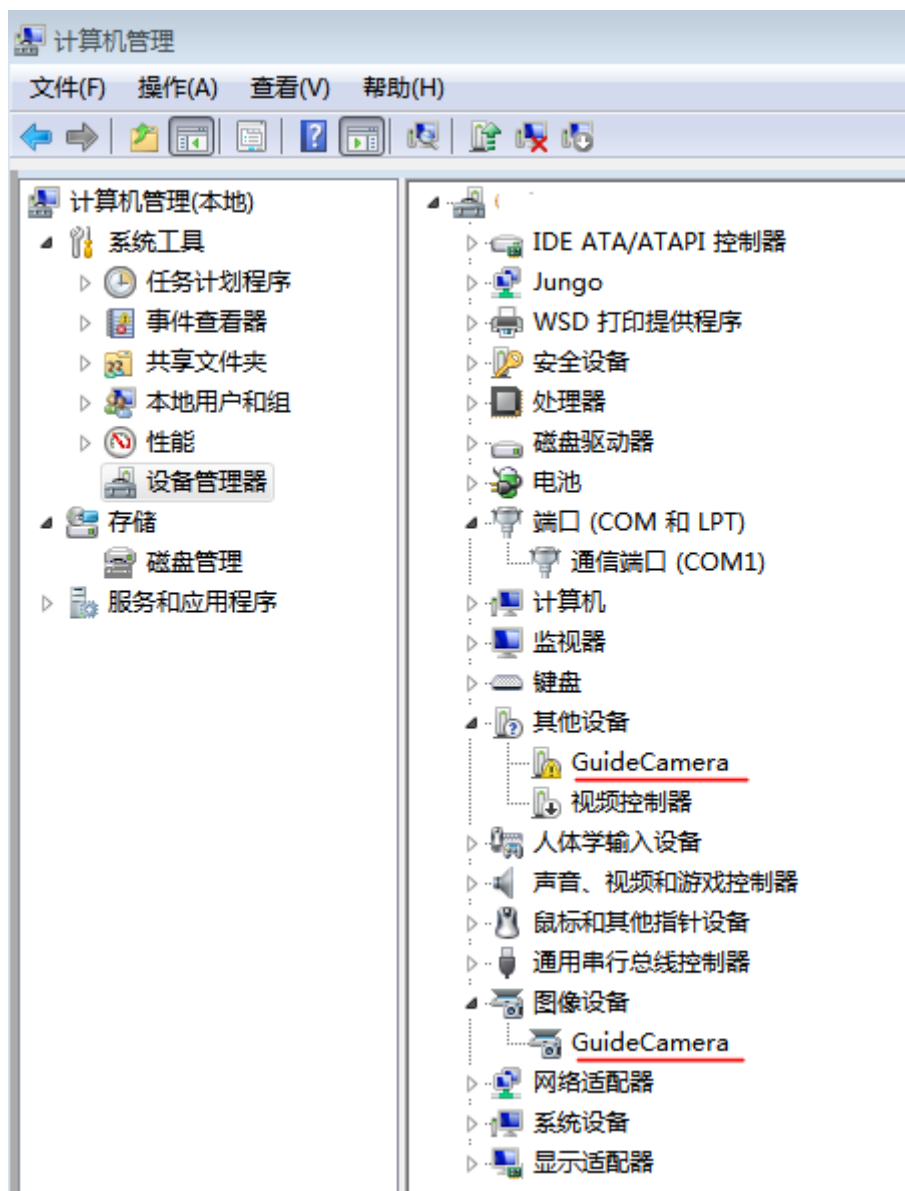 计算机管理
文件(F) 操作(A) 查看(V) 帮助(H)
计算机管理(本地)
系统工具
任务计划程序
事件查看器
共享文件夹
本地用户和组
性能
设备管理器
存储
磁盘管理
服务和应用程序
IDE ATA/ATAPI 控制器
Jungo
WSD 打印提供程序
安全设备
处理器
磁盘驱动器
电池
端口 (COM 和 LPT)
通信端口 (COM1)
计算机
监视器
键盘
其他设备
GuideCamera
视频控制器
人体学输入设备
声音、视频和游戏控制器
鼠标和其他指针设备
通用串行总线控制器
图像设备
GuideCamera
网络适配器
系统设备
显示适配器